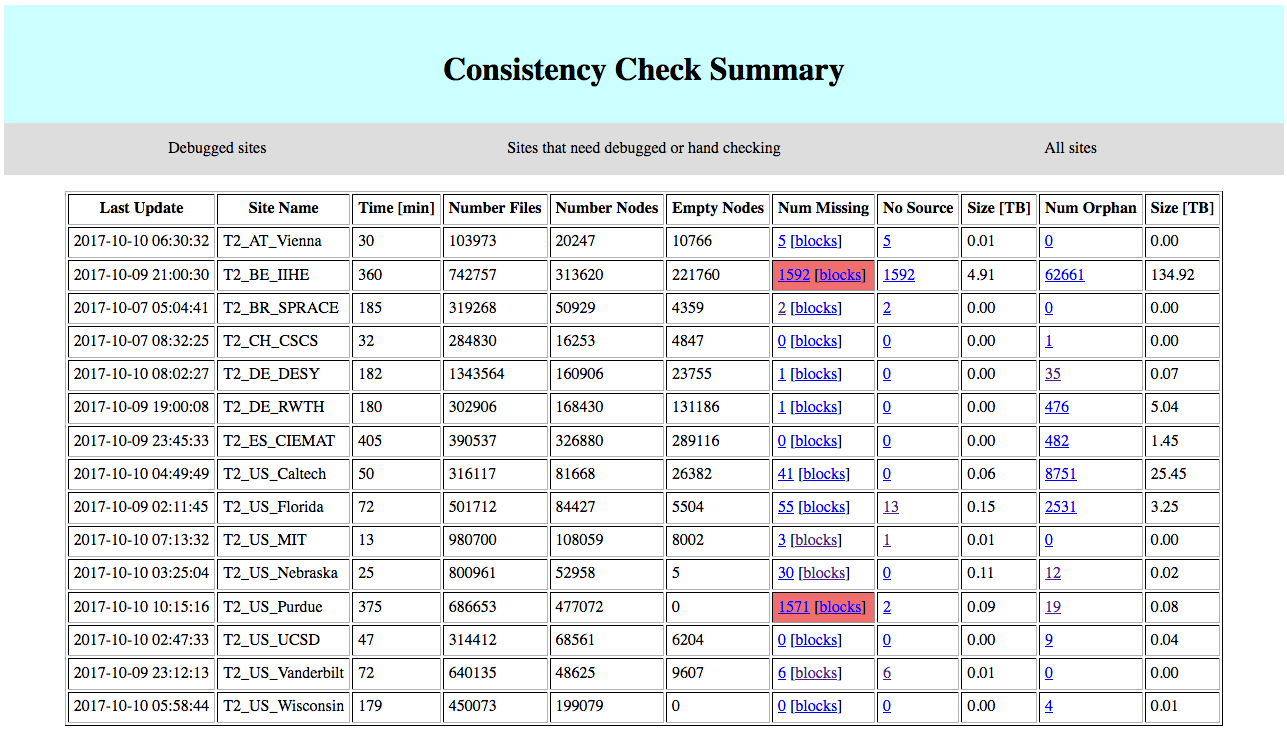 Consistency Check Summary
Debugged sites Sites that need debugged or hand checking All sites
Last Update Site Name Time [min] Number Files Number Nodes Empty Nodes Num Missing No Source Size [TB] Num Orphan Size [TB]
2017-10-10 06:30:32 T2_AT_Vienna 30 103973 20247 10766 5 [blocks] 5 0.01 0 0.00
2017-10-09 21:00:30 T2_BE_IIHE 360 742757 313620 221760 1592 [blocks] 1592 4.91 62661 134.92
2017-10-07 05:04:41 T2_BR_SPRACE 185 319268 50929 4359 2 [blocks] 2 0.00 0 0.00
2017-10-07 08:32:25 T2_CH_CSCS 32 284830 16253 4847 0 [blocks] 0 0.00 1 0.00
2017-10-10 08:02:27 T2_DE_DESY 182 1343564 160906 23755 1 [blocks] 0 0.00 35 0.07
2017-10-09 19:00:08 T2_DE_RWTH 180 302906 168430 131186 1 [blocks] 0 0.00 476 5.04
2017-10-09 23:45:33 T2_ES_CIEMAT 405 390537 326880 289116 0 [blocks] 0 0.00 482 1.45
2017-10-10 04:49:49 T2_US_Caltech 50 316117 81668 26382 41 [blocks] 0 0.06 8751 25.45
2017-10-09 02:11:45 T2_US_Florida 72 501712 84427 5504 55 [blocks] 13 0.15 2531 3.25
2017-10-10 07:13:32 T2_US_MIT 13 980700 108059 8002 3 [blocks] 1 0.01 0 0.00
2017-10-10 03:25:04 T2_US_Nebraska 25 800961 52958 5 30 [blocks] 0 0.11 12 0.02
2017-10-10 10:15:16 T2_US_Purdue 375 686653 477072 0 1571 [blocks] 2 0.09 19 0.08
2017-10-10 02:47:33 T2_US_UCSD 47 314412 68561 6204 0 [blocks] 0 0.00 9 0.04
2017-10-09 23:12:13 T2_US_Vanderbilt 72 640135 48625 9607 6 [blocks] 6 0.01 0 0.00
2017-10-10 05:58:44 T2_US_Wisconsin 179 450073 199079 0 0 [blocks] 0 0.00 4 0.01